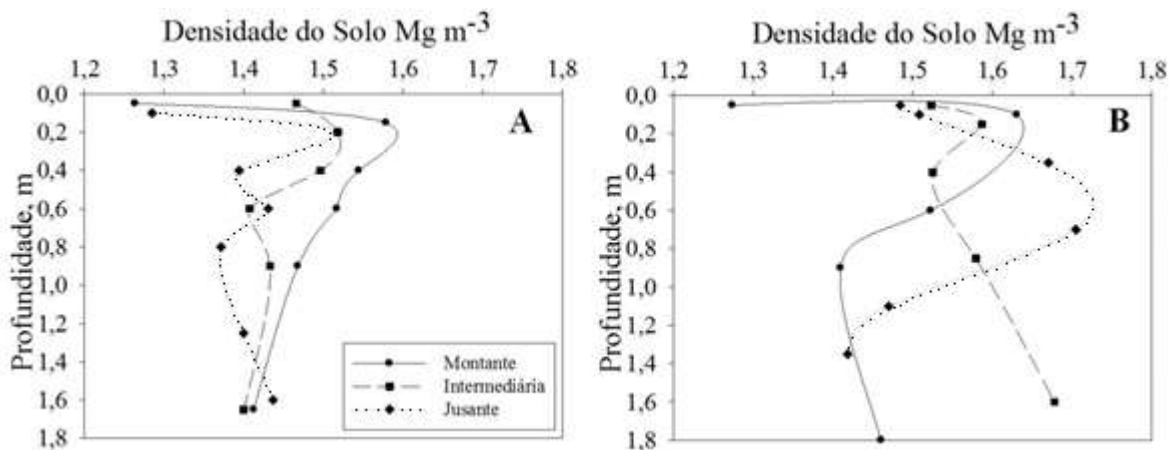 Densidade do Solo Mg m-3
1,2 1,3 1,4 1,5 1,6 1,7 1,8
0,0
0,2
0,4
0,6
0,8
1,0
1,2
1,4
1,6
1,8
Profundidade, m
A
Montante
Intermediária
Jusante
Densidade do Solo Mg m-3
1,2 1,3 1,4 1,5 1,6 1,7 1,8
0,0
0,2
0,4
0,6
0,8
1,0
1,2
1,4
1,6
1,8
Profundidade, m
B